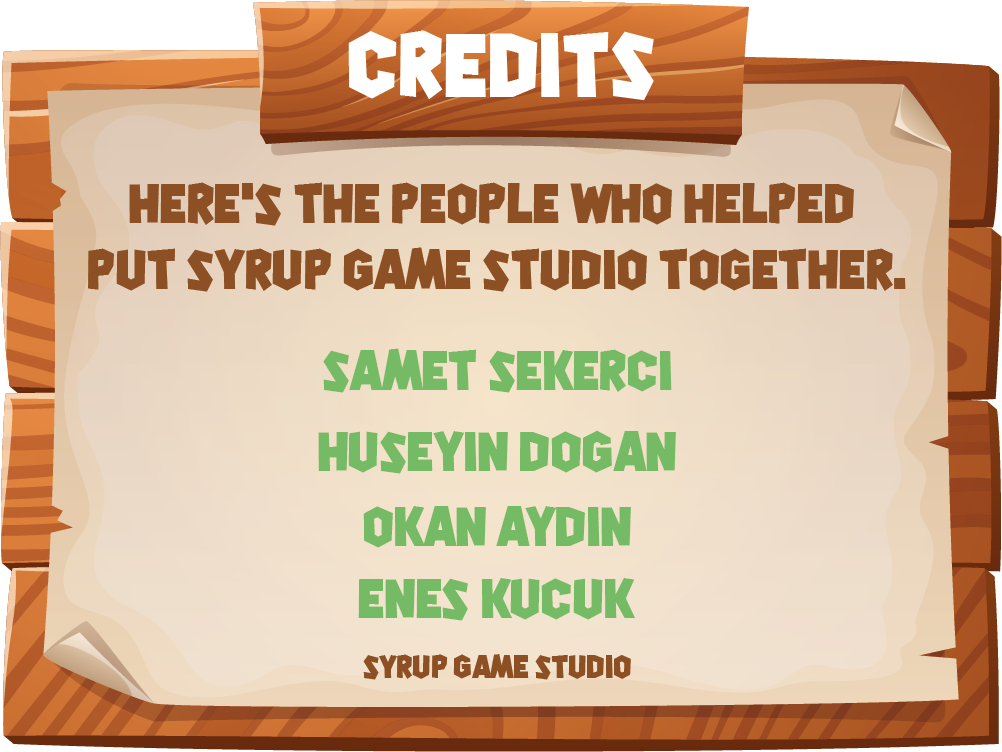 CREDITS
HERE'S THE PEOPLE WHO HELPED
PUT SYRUP GAME STUDIO TOGETHER.
SAMET SEKERCI
HUSEYIN DOGAN
OKAN AYDIN
ENES KUCUK
SYRUP GAME STUDIO